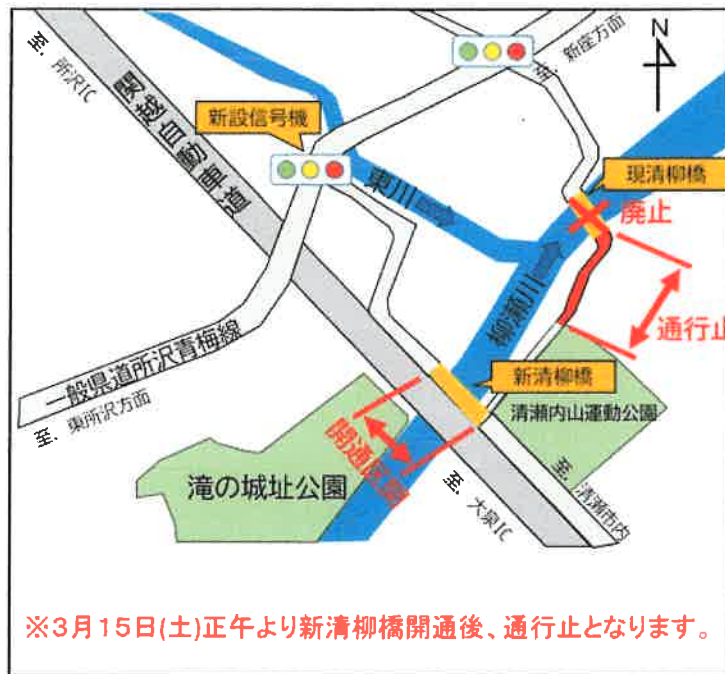 至．所沢IC
関越自動車道
新設信号機
至．新座方面
N
現清柳橋
廃止
東川
柳瀬川
通行止
一般県道所沢青梅線
至．東所沢方面
新清柳橋
清瀬内山運動公園
開通区間
滝の城址公園
至．大泉IC
至．清瀬市内
※3月15日(土)正午より新清柳橋開通後、通行止となります。